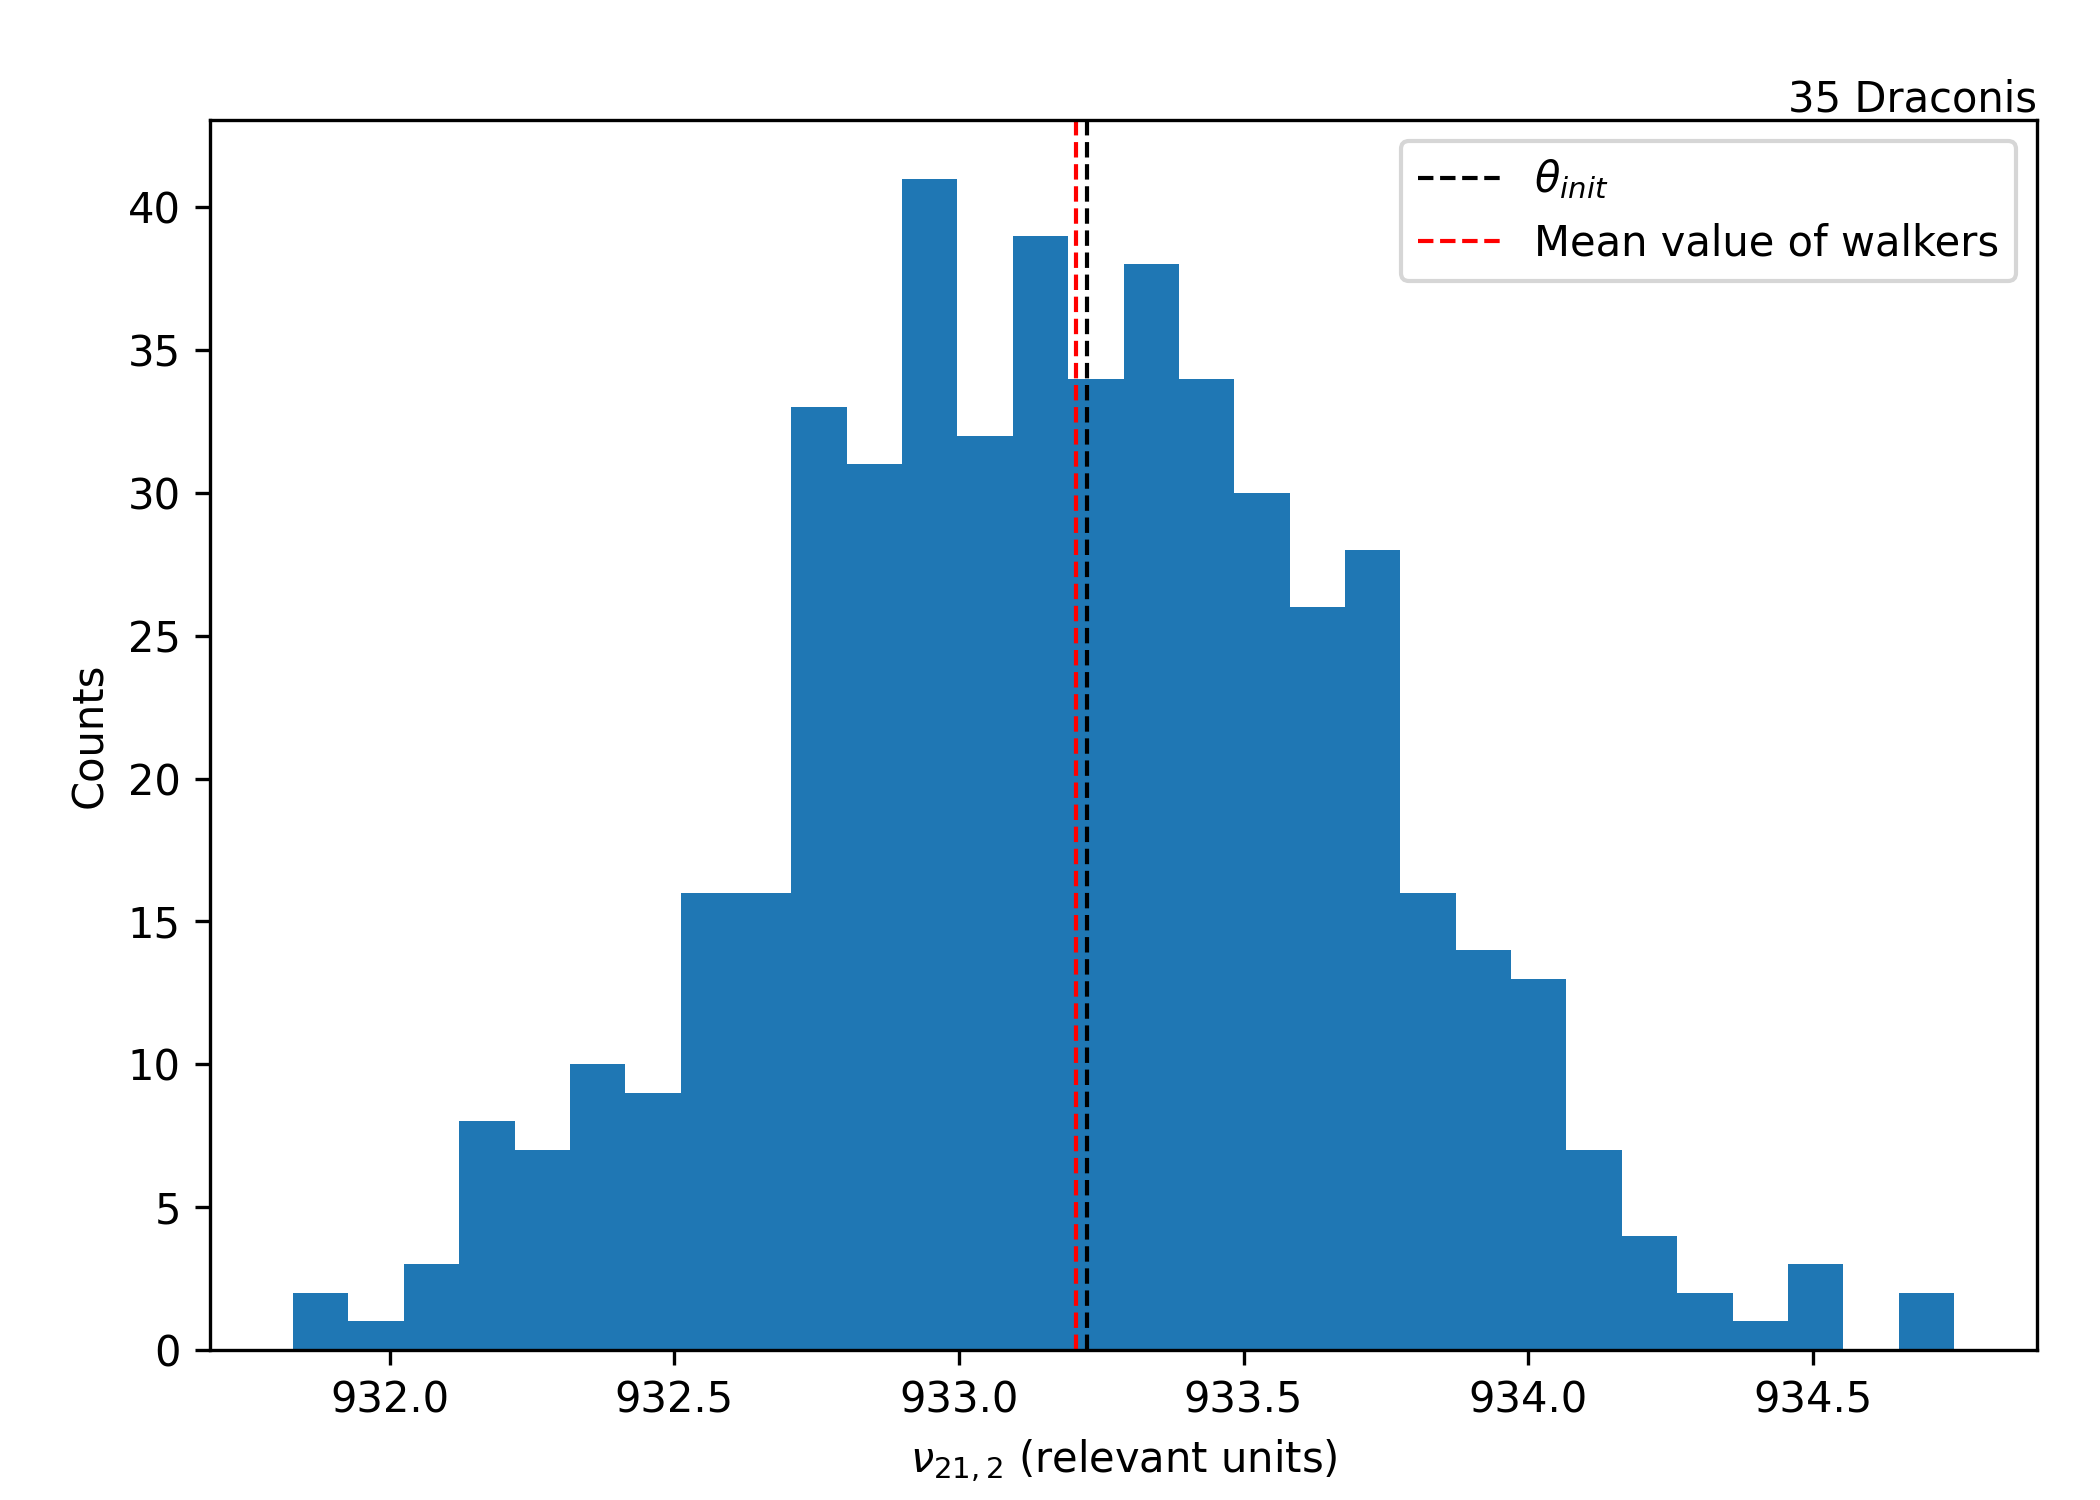 35 Draconis
θ_init
Mean value of walkers
40
35
30
25
20
15
10
5
0
Counts
932.0 932.5 933.0 933.5 934.0 934.5
ν_21,2 (relevant units)